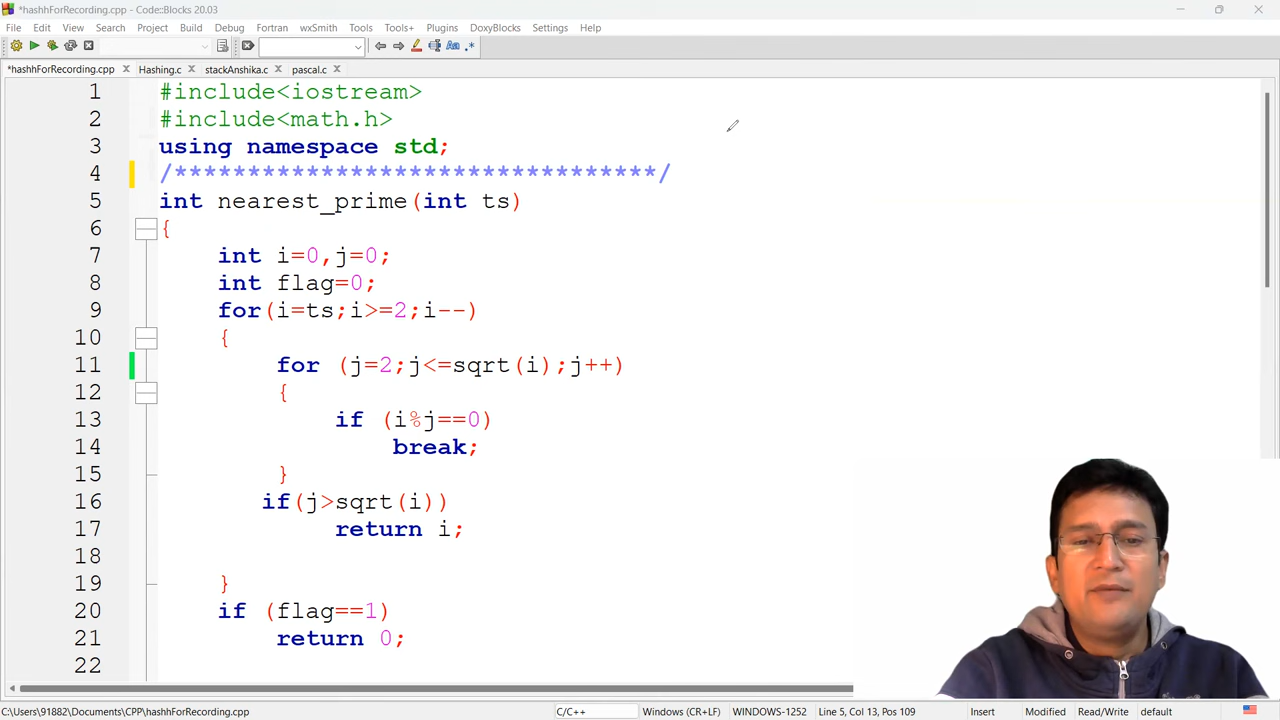 *hashhForRecording.cpp - Code::Blocks 20.03
File Edit View Search Project Build Debug Fortran wxSmith Tools Tools+ Plugins DoxyBlocks Settings Help
Aa .*
*hashhForRecording.cpp Hashing.c stackAnshika.c pascal.c
1 #include<iostream>
2 #include<math.h>
3 using namespace std;
4 /*********************************/
5 int nearest_prime(int ts)
6 {
7 int i=0,j=0;
8 int flag=0;
9 for(i=ts;i>=2;i--)
10 {
11 for (j=2;j<=sqrt(i);j++)
12 {
13 if (i%j==0)
14 break;
15 }
16 if(j>sqrt(i))
17 return i;
18
19 }
20 if (flag==1)
21 return 0;
22
C:\Users\91882\Documents\CPP\hashhForRecording.cpp C/C++ Windows (CR+LF) WINDOWS-1252 Line 5, Col 13, Pos 109 Insert Modified Read/Write default